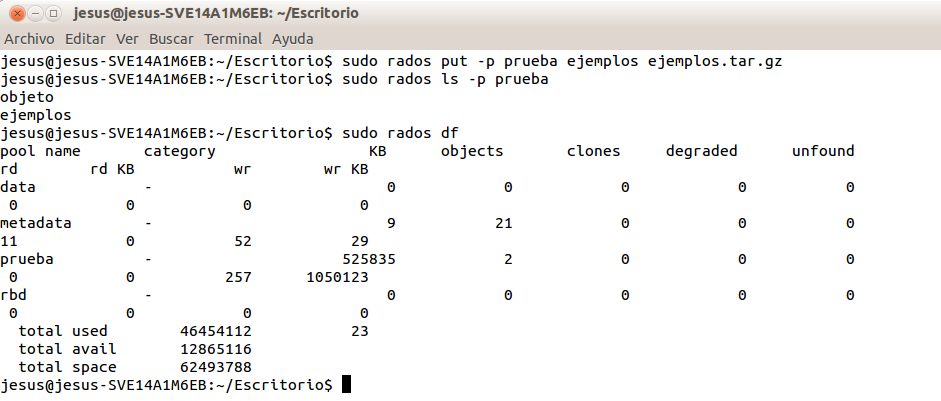 jesus@jesus-SVE14A1M6EB: ~/Escritorio
Archivo Editar Ver Buscar Terminal Ayuda
jesus@jesus-SVE14A1M6EB:~/Escritorio$ sudo rados put -p prueba ejemplos ejemplos.tar.gz
jesus@jesus-SVE14A1M6EB:~/Escritorio$ sudo rados ls -p prueba
objeto
ejemplos
jesus@jesus-SVE14A1M6EB:~/Escritorio$ sudo rados df
pool name       category                 KB      objects       clones     degraded      unfound
rd        rd KB           wr        wr KB
data            -                          0            0            0            0           0
 0            0            0            0
metadata        -                          9           21            0            0           0
11            0           52           29
prueba          -                     525835            2            0            0           0
 0            0          257      1050123
rbd             -                          0            0            0            0           0
 0            0            0            0
  total used        46454112           23
  total avail       12865116
  total space       62493788
jesus@jesus-SVE14A1M6EB:~/Escritorio$